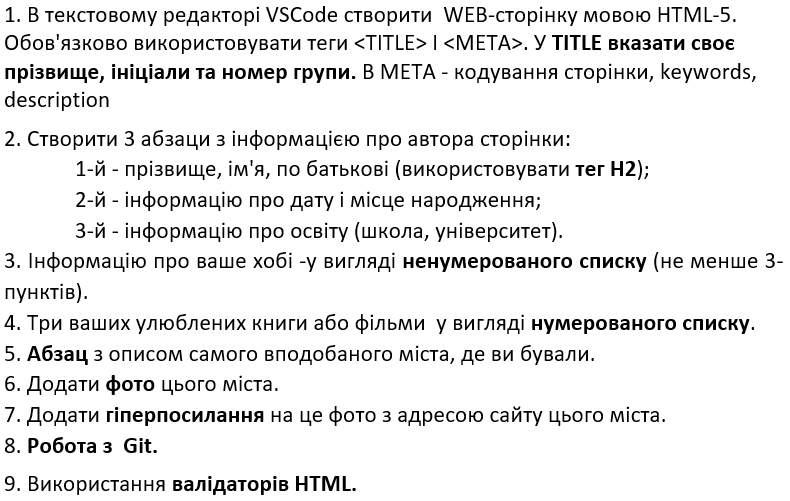 1. В текстовому редакторі VSCode створити  WEB-сторінку мовою HTML-5.
Обов'язково використовувати теги <TITLE> І <META>. У TITLE вказати своє
прізвище, ініціали та номер групи. В META - кодування сторінки, keywords,
description
2. Створити 3 абзаци з інформацією про автора сторінки:
1-й - прізвище, ім'я, по батькові (використовувати тег H2);
2-й - інформацію про дату і місце народження;
3-й - інформацію про освіту (школа, університет).
3. Інформацію про ваше хобі -у вигляді ненумерованого списку (не менше 3-
пунктів).
4. Три ваших улюблених книги або фільми  у вигляді нумерованого списку.
5. Абзац з описом самого вподобаного міста, де ви бували.
6. Додати фото цього міста.
7. Додати гіперпосилання на це фото з адресою сайту цього міста.
8. Робота з  Git.
9. Використання валідаторів HTML.